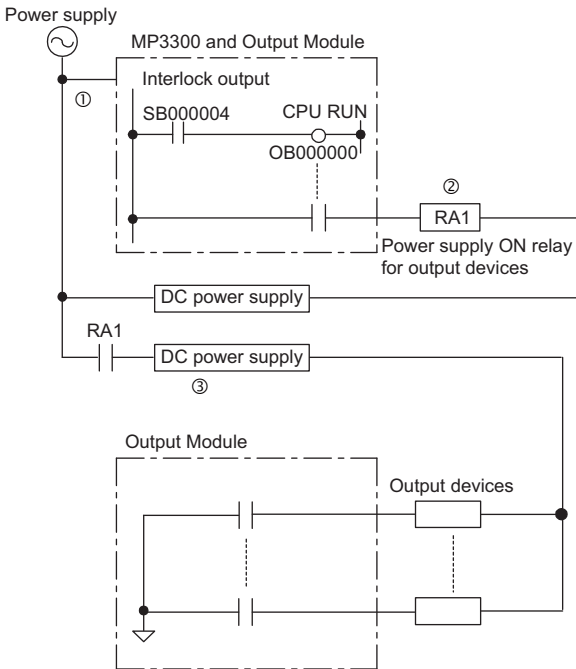 Power supply
MP3300 and Output Module
Interlock output
①
SB000004
CPU RUN
OB000000
②
RA1
Power supply ON relay
for output devices
DC power supply
RA1
DC power supply
③
Output Module
Output devices